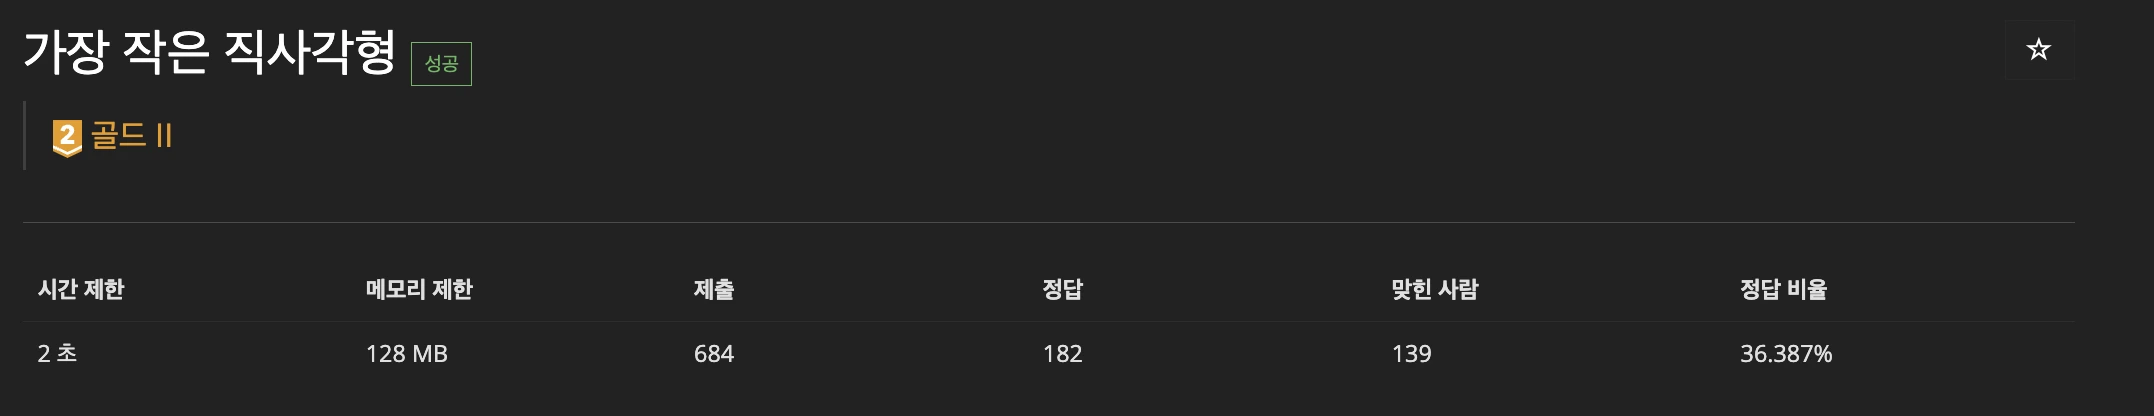 가장 작은 직사각형 성공
2 골드 II
시간 제한 메모리 제한 제출 정답 맞힌 사람 정답 비율
2 초 128 MB 684 182 139 36.387%